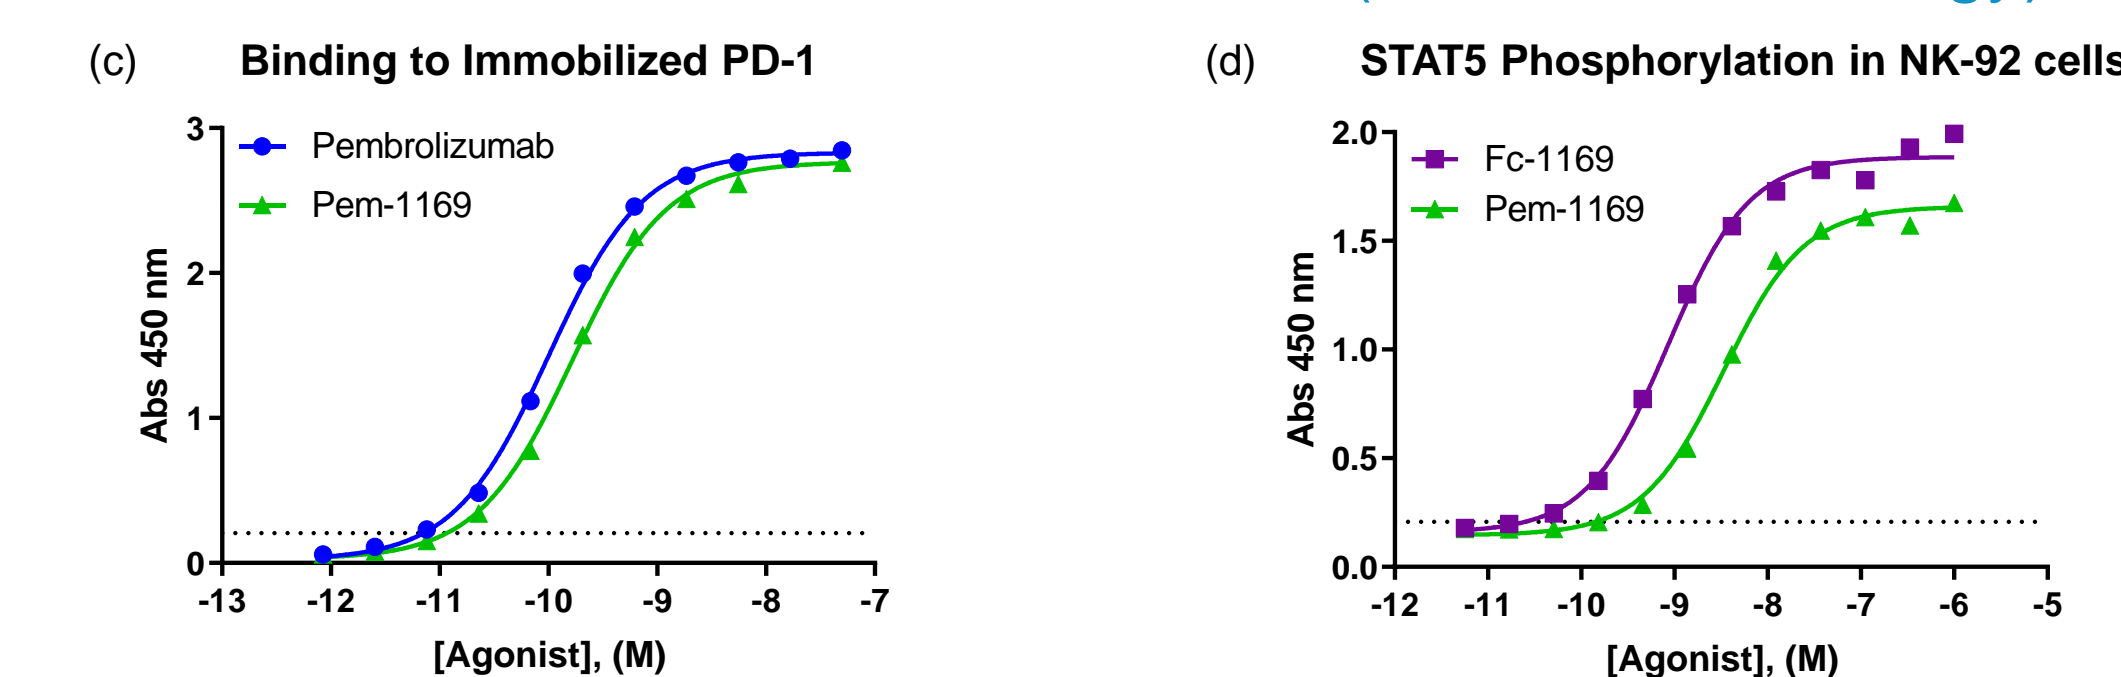 (c)
Binding to Immobilized PD-1
3
2
1
0
Abs 450 nm
Pembrolizumab
Pem-1169
-13 -12 -11 -10 -9 -8 -7
[Agonist], (M)
(d)
STAT5 Phosphorylation in NK-92 cells
2.0
1.5
1.0
0.5
0.0
Abs 450 nm
Fc-1169
Pem-1169
-12 -11 -10 -9 -8 -7 -6 -5
[Agonist], (M)